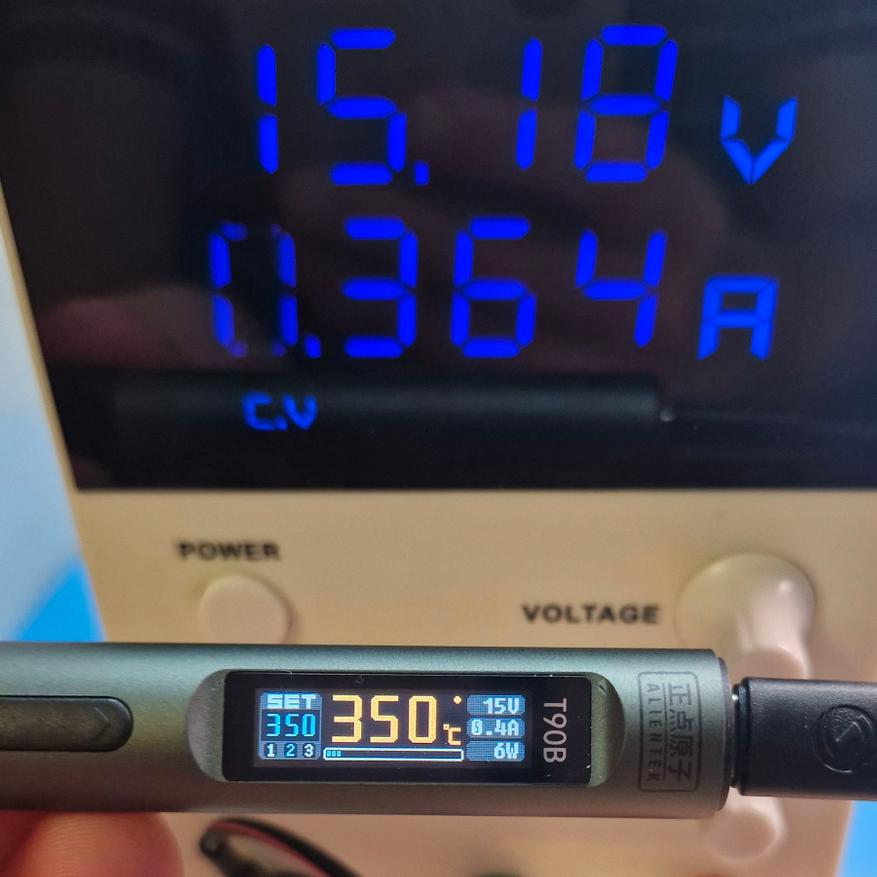 15.18 V
0.364 A
C.V
POWER
VOLTAGE
SET
350
1 2 3
350℃
15V
0.4A
6W
T90B
正点原子
ALIENTEK